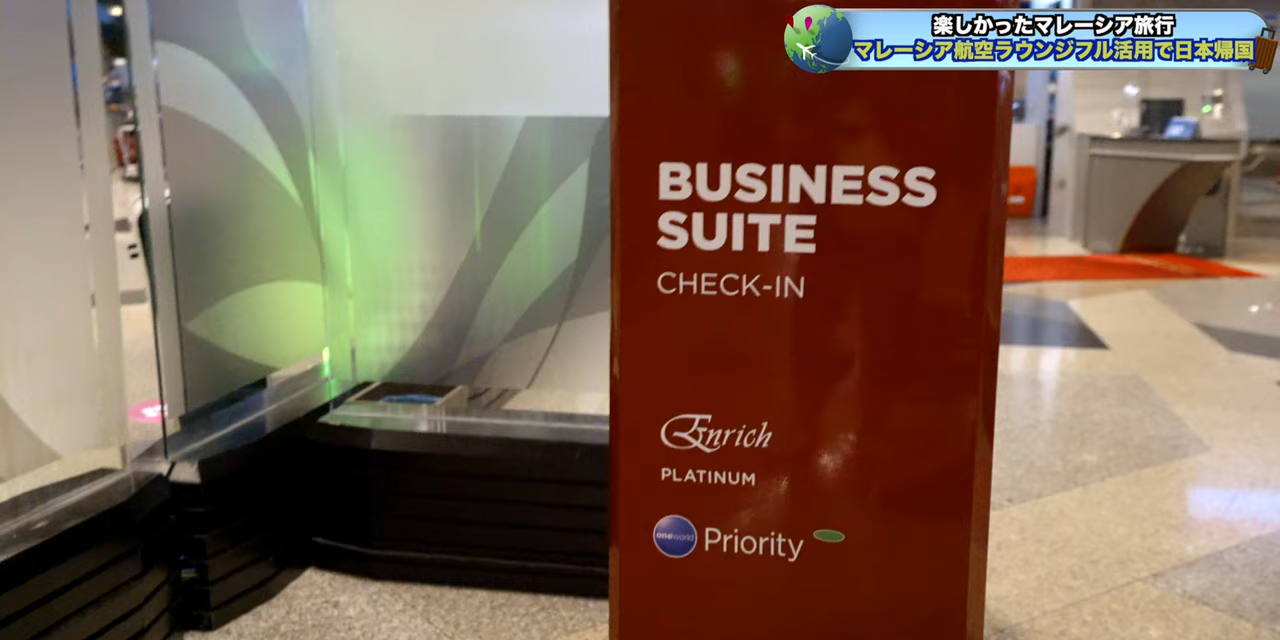 楽しかったマレーシア旅行
マレーシア航空ラウンジフル活用で日本帰国
BUSINESS
SUITE
CHECK-IN
Enrich
PLATINUM
oneworld Priority